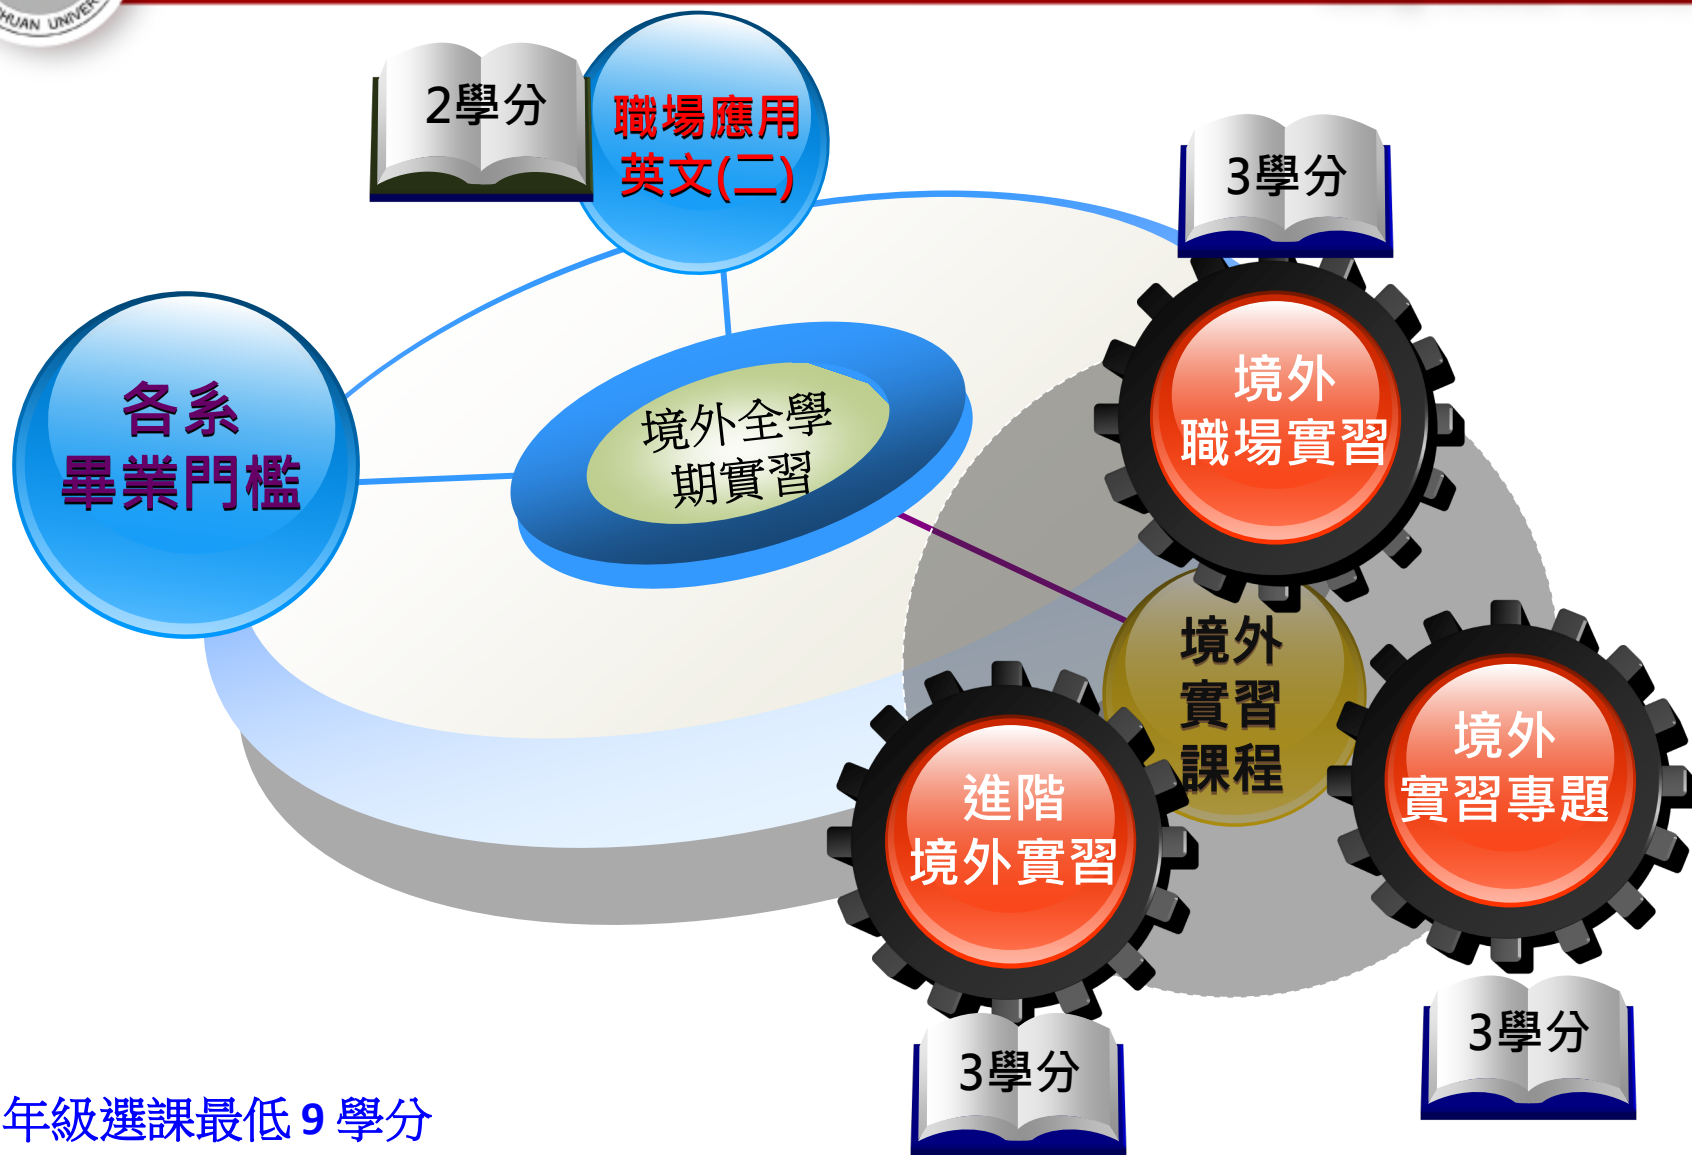 HUAN UNIVER
2學分
職場應用
英文(二)
3學分
各系
畢業門檻
境外全學
期實習
境外
職場實習
境外
實習
課程
進階
境外實習
境外
實習專題
3學分
3學分
年級選課最低 9 學分